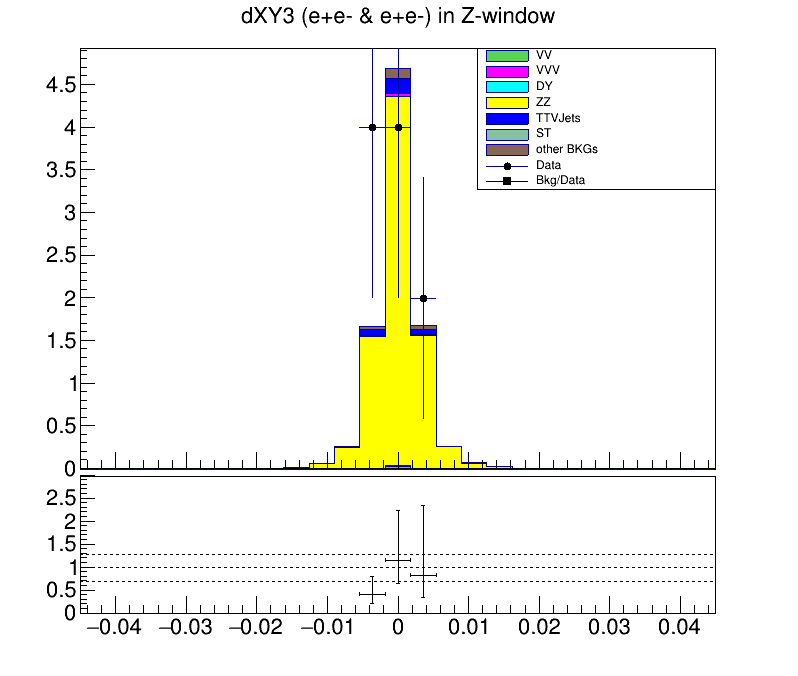 dXY3 (e+e- & e+e-) in Z-window
VV
VVV
DY
ZZ
TTVJets
ST
other BKGs
Data
Bkg/Data
4.5
4
3.5
3
2.5
2
1.5
1
0.5
0
2.5
2
1.5
1
0.5
0
−0.04 −0.03 −0.02 −0.01 0 0.01 0.02 0.03 0.04